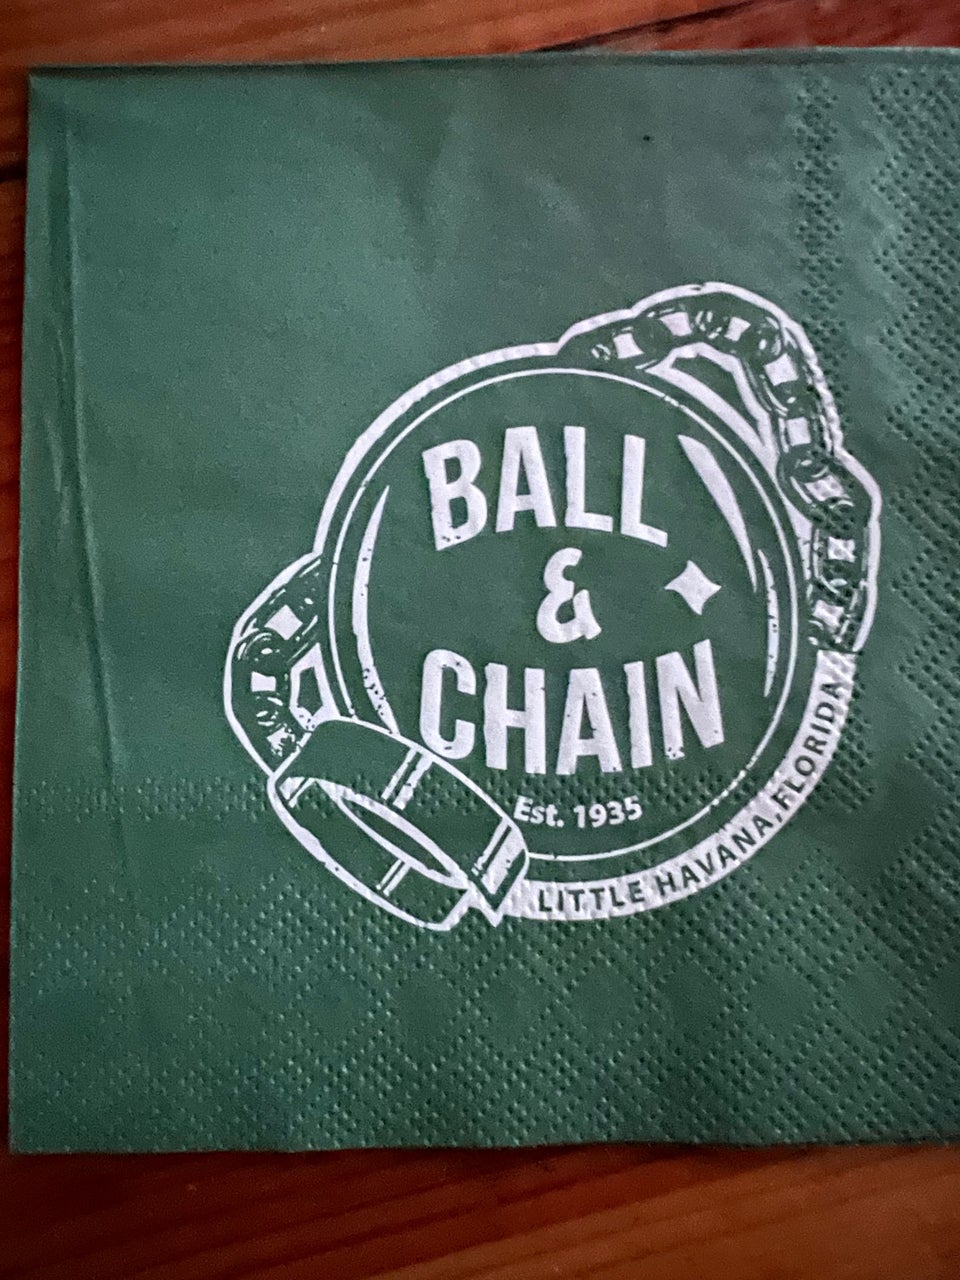 BALL
&
CHAIN
Est. 1935
LITTLE HAVANA, FLORIDA